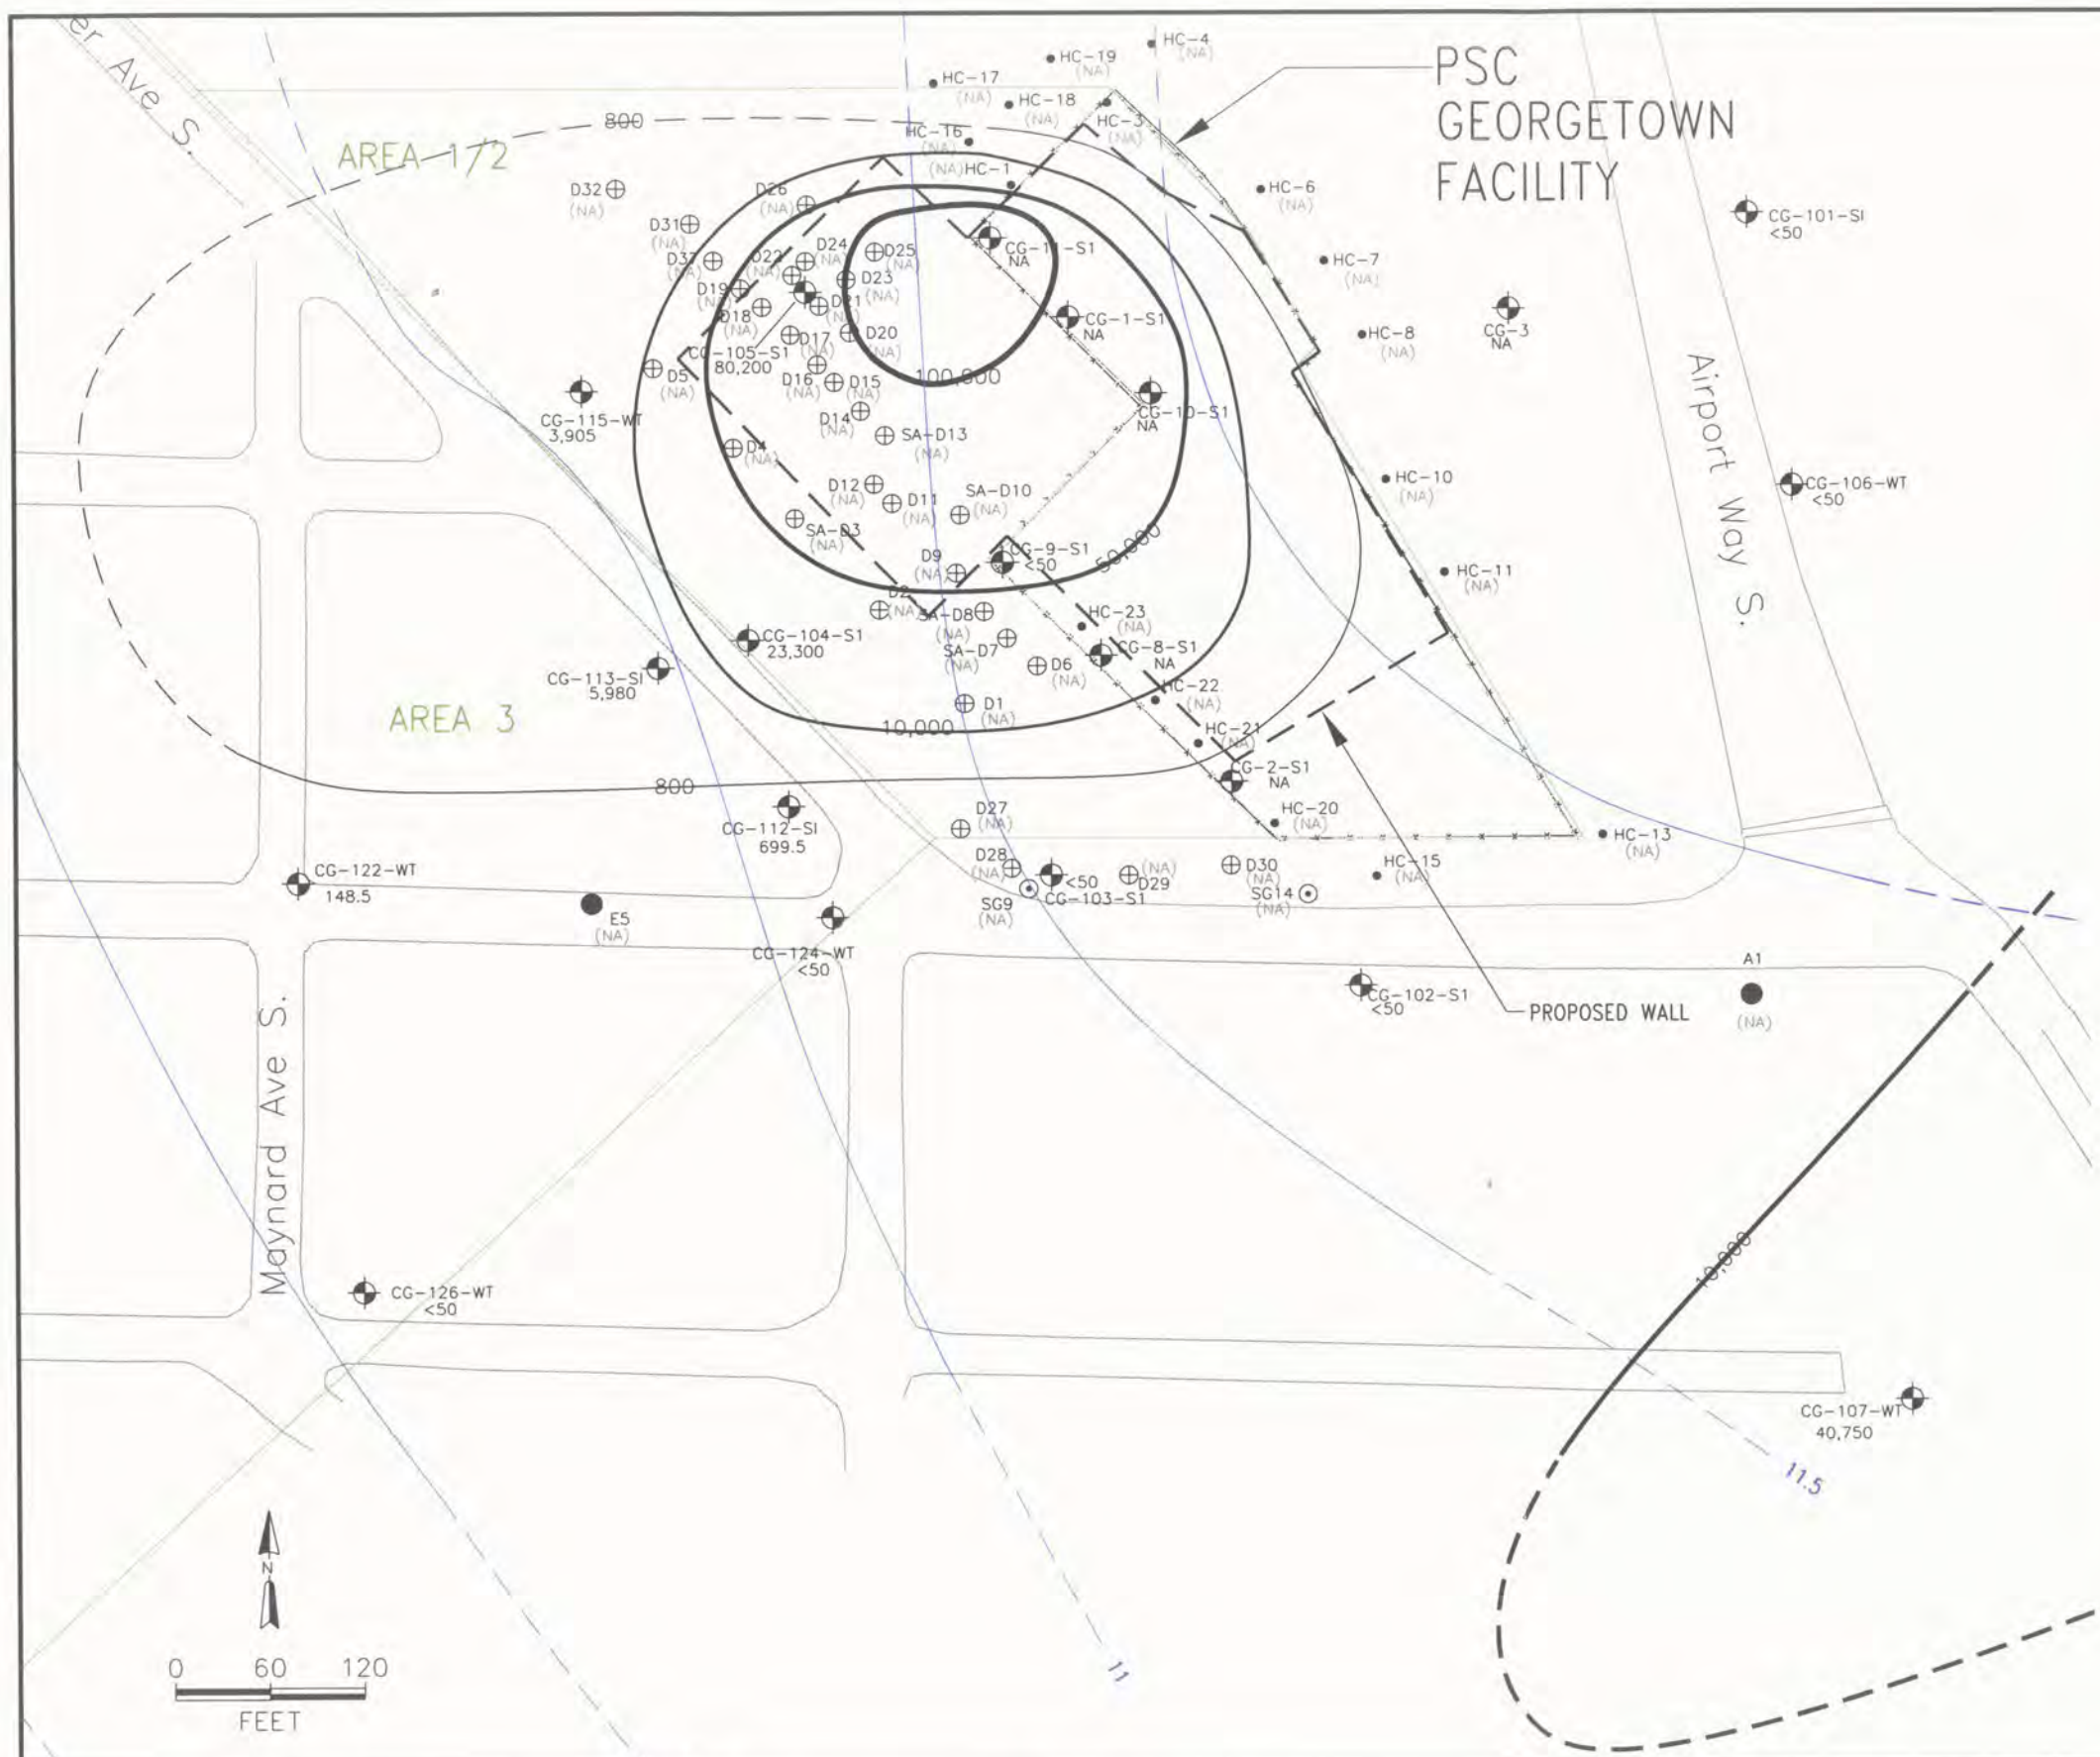 er Ave S.
AREA 1/2
800
HC-17
(NA)
HC-19
(NA)
HC-4
(NA)
HC-18
(NA)
HC-3
(NA)
HC-16
(NA)
(NA)
HC-1
PSC
GEORGETOWN
FACILITY
D32
(NA)
D26
(NA)
D31
(NA)
D37
(NA)
D24
(NA)
D25
(NA)
D22
(NA)
D23
(NA)
D19
(NA)
D21
(NA)
D18
(NA)
D20
(NA)
D17
(NA)
CG-105-S1
80,200
D16
(NA)
D15
(NA)
D5
(NA)
D14
(NA)
D4
(NA)
SA-D13
(NA)
D12
(NA)
D11
(NA)
SA-D10
(NA)
SA-D3
(NA)
D9
(NA)
D2
(NA)
SA-D8
(NA)
SA-D7
(NA)
D6
(NA)
D1
(NA)
CG-11-S1
NA
CG-1-S1
NA
CG-10-S1
NA
100,000
50,000
10,000
800
CG-9-S1
<50
HC-23
(NA)
CG-8-S1
NA
HC-22
(NA)
HC-21
(NA)
CG-2-S1
NA
HC-20
(NA)
HC-6
(NA)
HC-7
(NA)
HC-8
(NA)
HC-10
(NA)
HC-11
(NA)
HC-13
(NA)
HC-15
(NA)
CG-101-SI
<50
CG-3
NA
CG-106-WT
<50
Airport Way S.
CG-115-WT
3,905
CG-104-S1
23,300
CG-113-SI
5,980
AREA 3
CG-112-SI
699.5
CG-122-WT
148.5
E5
(NA)
CG-124-WT
<50
D27
(NA)
D28
(NA)
SG9
(NA)
<50
CG-103-S1
(NA)
D29
D30
(NA)
SG14
(NA)
CG-102-S1
<50
PROPOSED WALL
A1
(NA)
Maynard Ave S.
CG-126-WT
<50
CG-107-WT
40,750
11.5
11
N
0 60 120
FEET